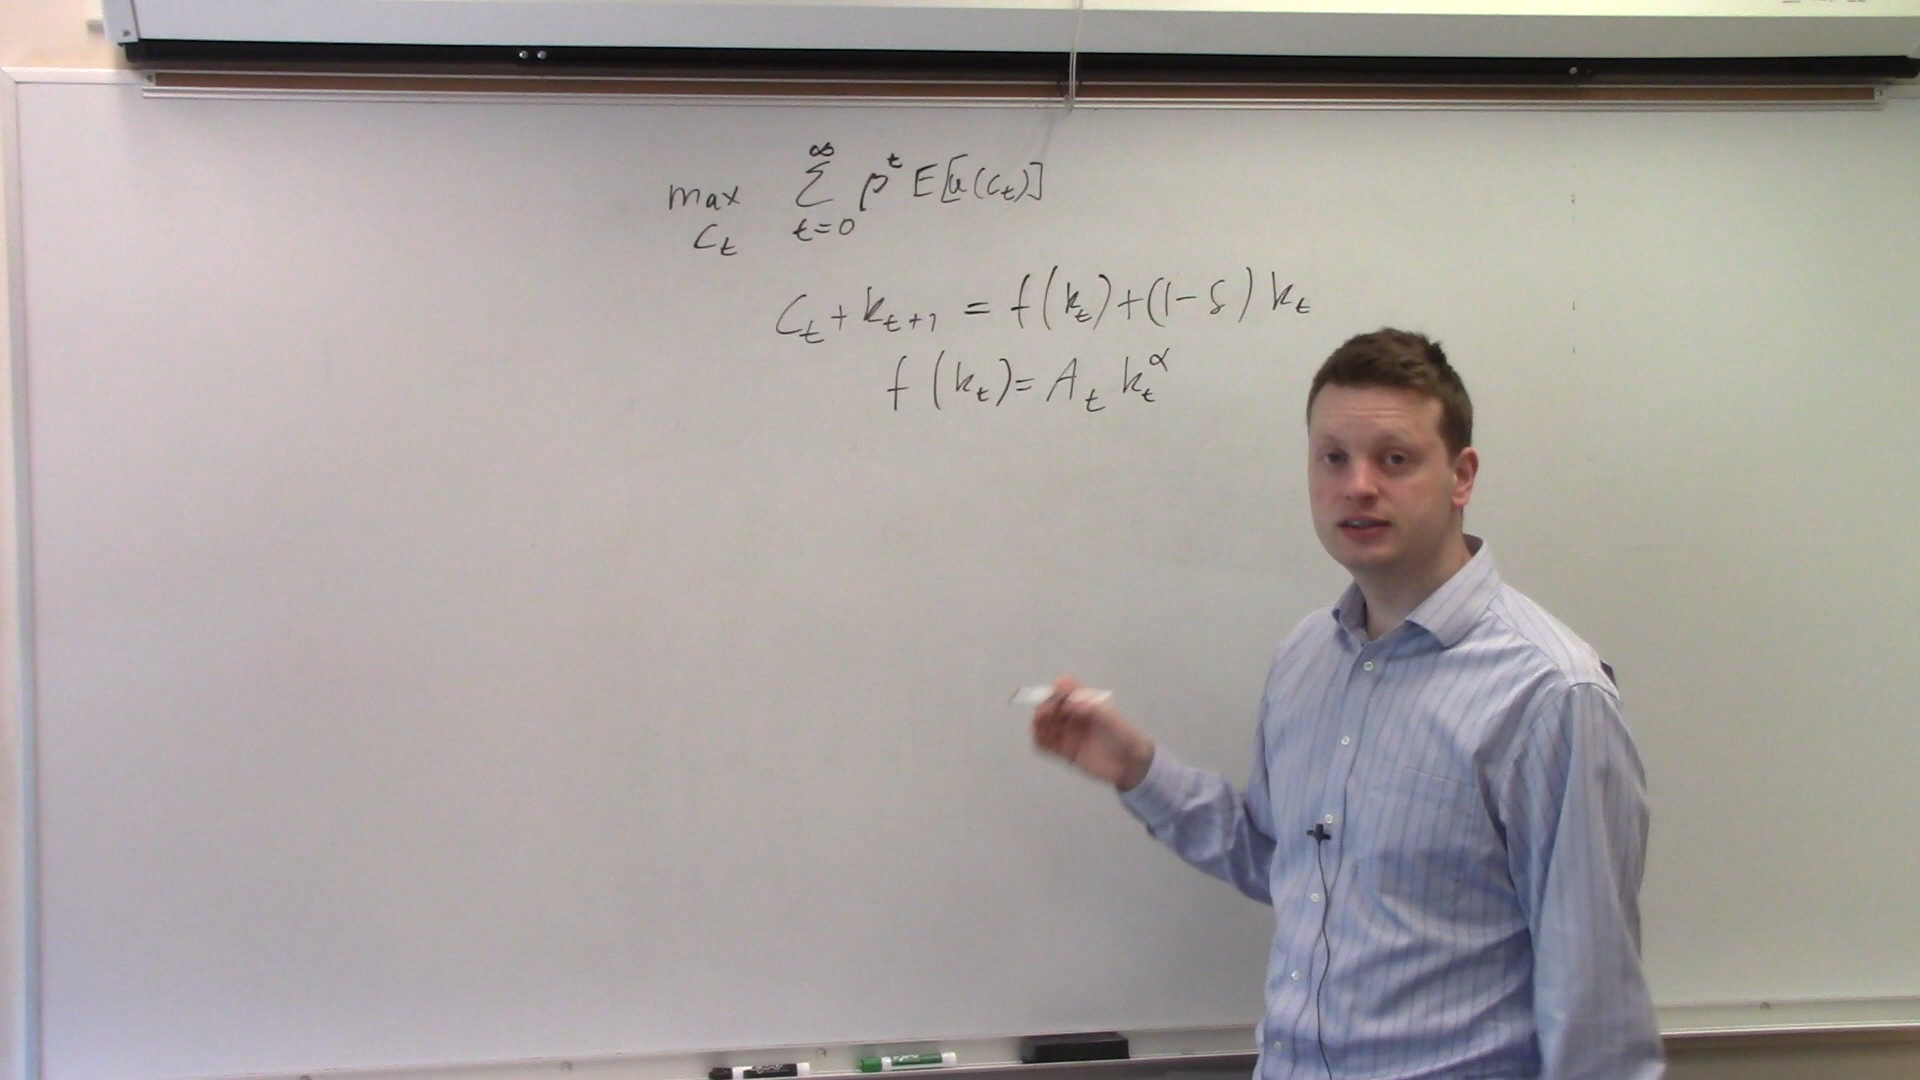 max ∞ Σ t=0 β^t E[u(c_t)]
c_t
c_t + k_{t+1} = f(k_t) + (1-δ) k_t
f(k_t) = A_t k_t^α